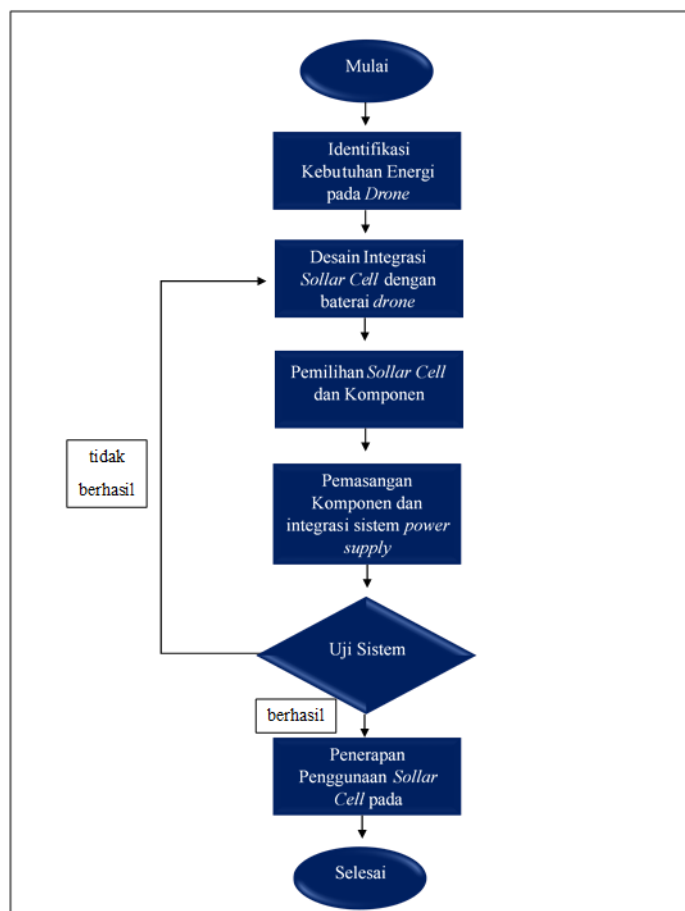 Mulai
Identifikasi
Kebutuhan Energi
pada Drone
Desain Integrasi
Sollar Cell dengan
baterai drone
Pemilihan Sollar Cell
dan Komponen
tidak
berhasil
Pemasangan
Komponen dan
integrasi sistem power
supply
Uji Sistem
berhasil
Penerapan
Penggunaan Sollar
Cell pada
Selesai